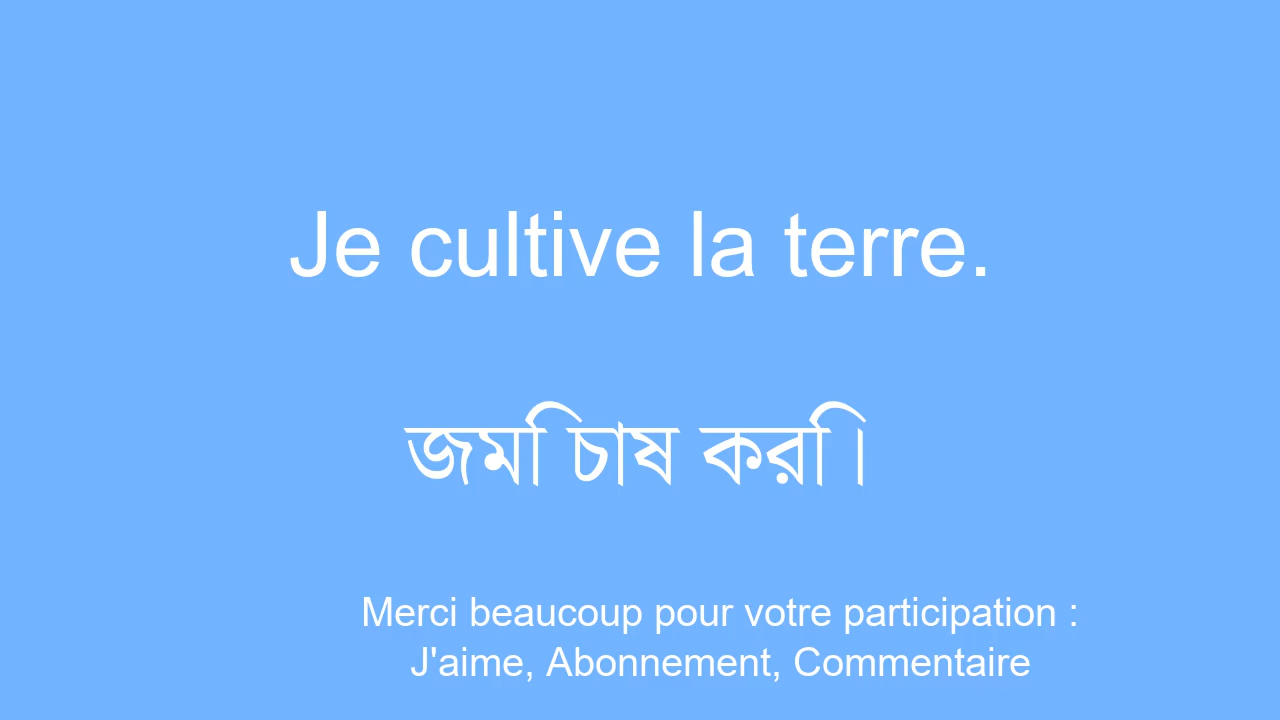 Je cultive la terre.
জমি চাষ করি।
Merci beaucoup pour votre participation :
J'aime, Abonnement, Commentaire